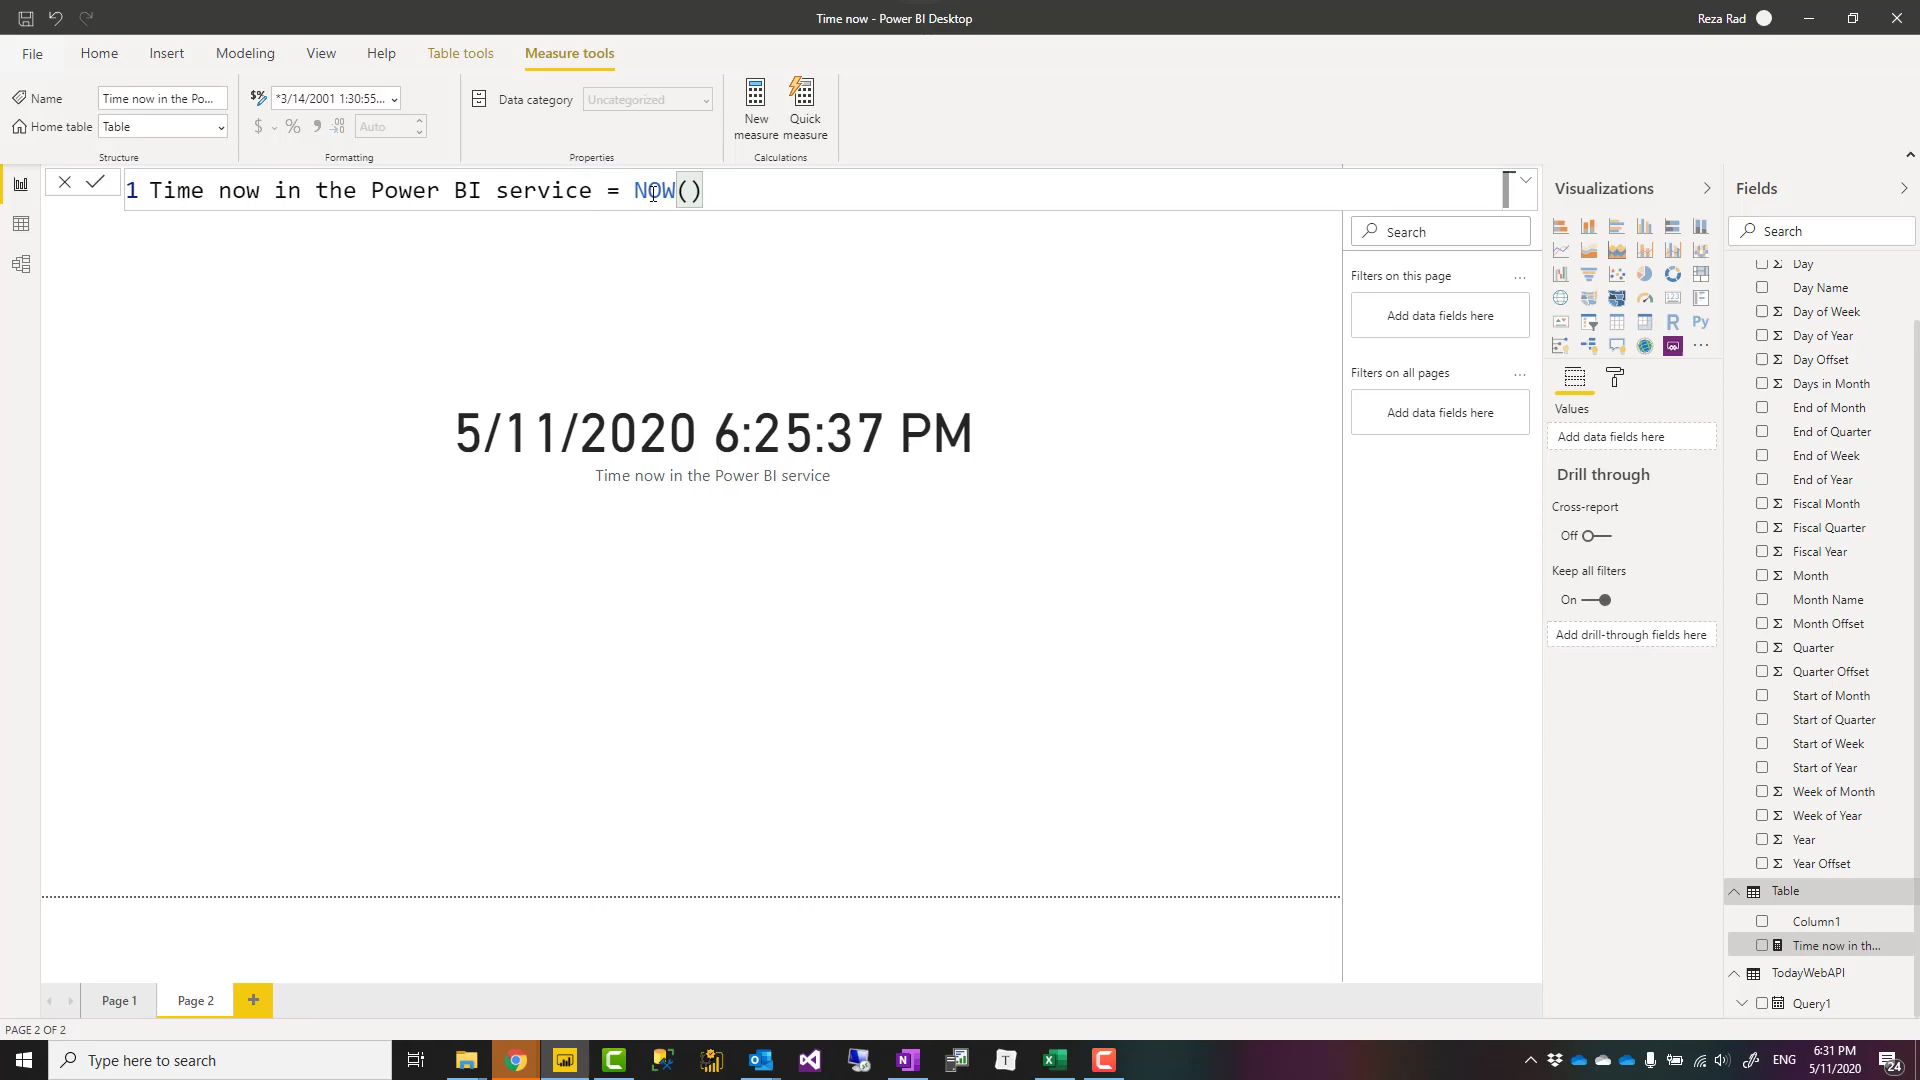 Time now - Power BI Desktop
Reza Rad
File Home Insert Modeling View Help Table tools Measure tools
Name Time now in the Po...
Home table Table
Structure
*3/14/2001 1:30:55...
$ % 9 .00 Auto
Formatting
Data category Uncategorized
Properties
New measure
Quick measure
Calculations
1 Time now in the Power BI service = NOW()
5/11/2020 6:25:37 PM
Time now in the Power BI service
Search
Filters on this page ...
Add data fields here
Filters on all pages ...
Add data fields here
Visualizations
R Py
...
Values
Add data fields here
Drill through
Cross-report
Off
Keep all filters
On
Add drill-through fields here
Fields
Search
Day
Day Name
Day of Week
Day of Year
Day Offset
Days in Month
End of Month
End of Quarter
End of Week
End of Year
Fiscal Month
Fiscal Quarter
Fiscal Year
Month
Month Name
Month Offset
Quarter
Quarter Offset
Start of Month
Start of Quarter
Start of Week
Start of Year
Week of Month
Week of Year
Year
Year Offset
Table
Column1
Time now in th...
TodayWebAPI
Query1
Page 1 Page 2 +
PAGE 2 OF 2
Type here to search
ENG
6:31 PM
5/11/2020
24